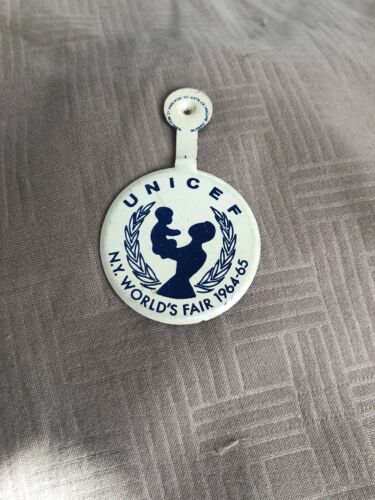 UNICEF
N.Y. WORLD'S FAIR 1964-65